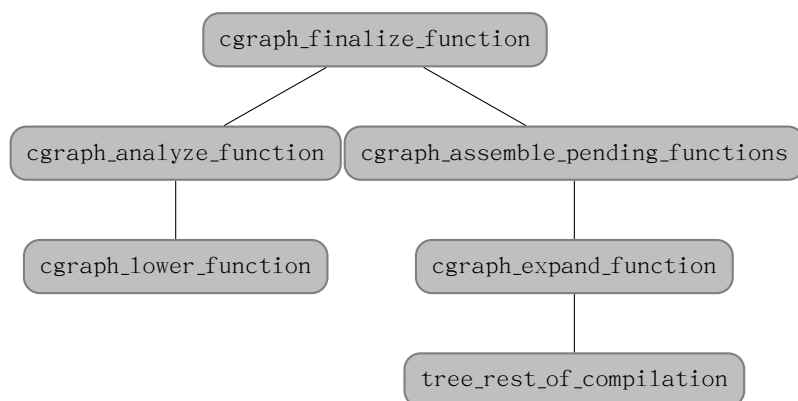 cgraph_finalize_function
cgraph_analyze_function
cgraph_assemble_pending_functions
cgraph_lower_function
cgraph_expand_function
tree_rest_of_compilation